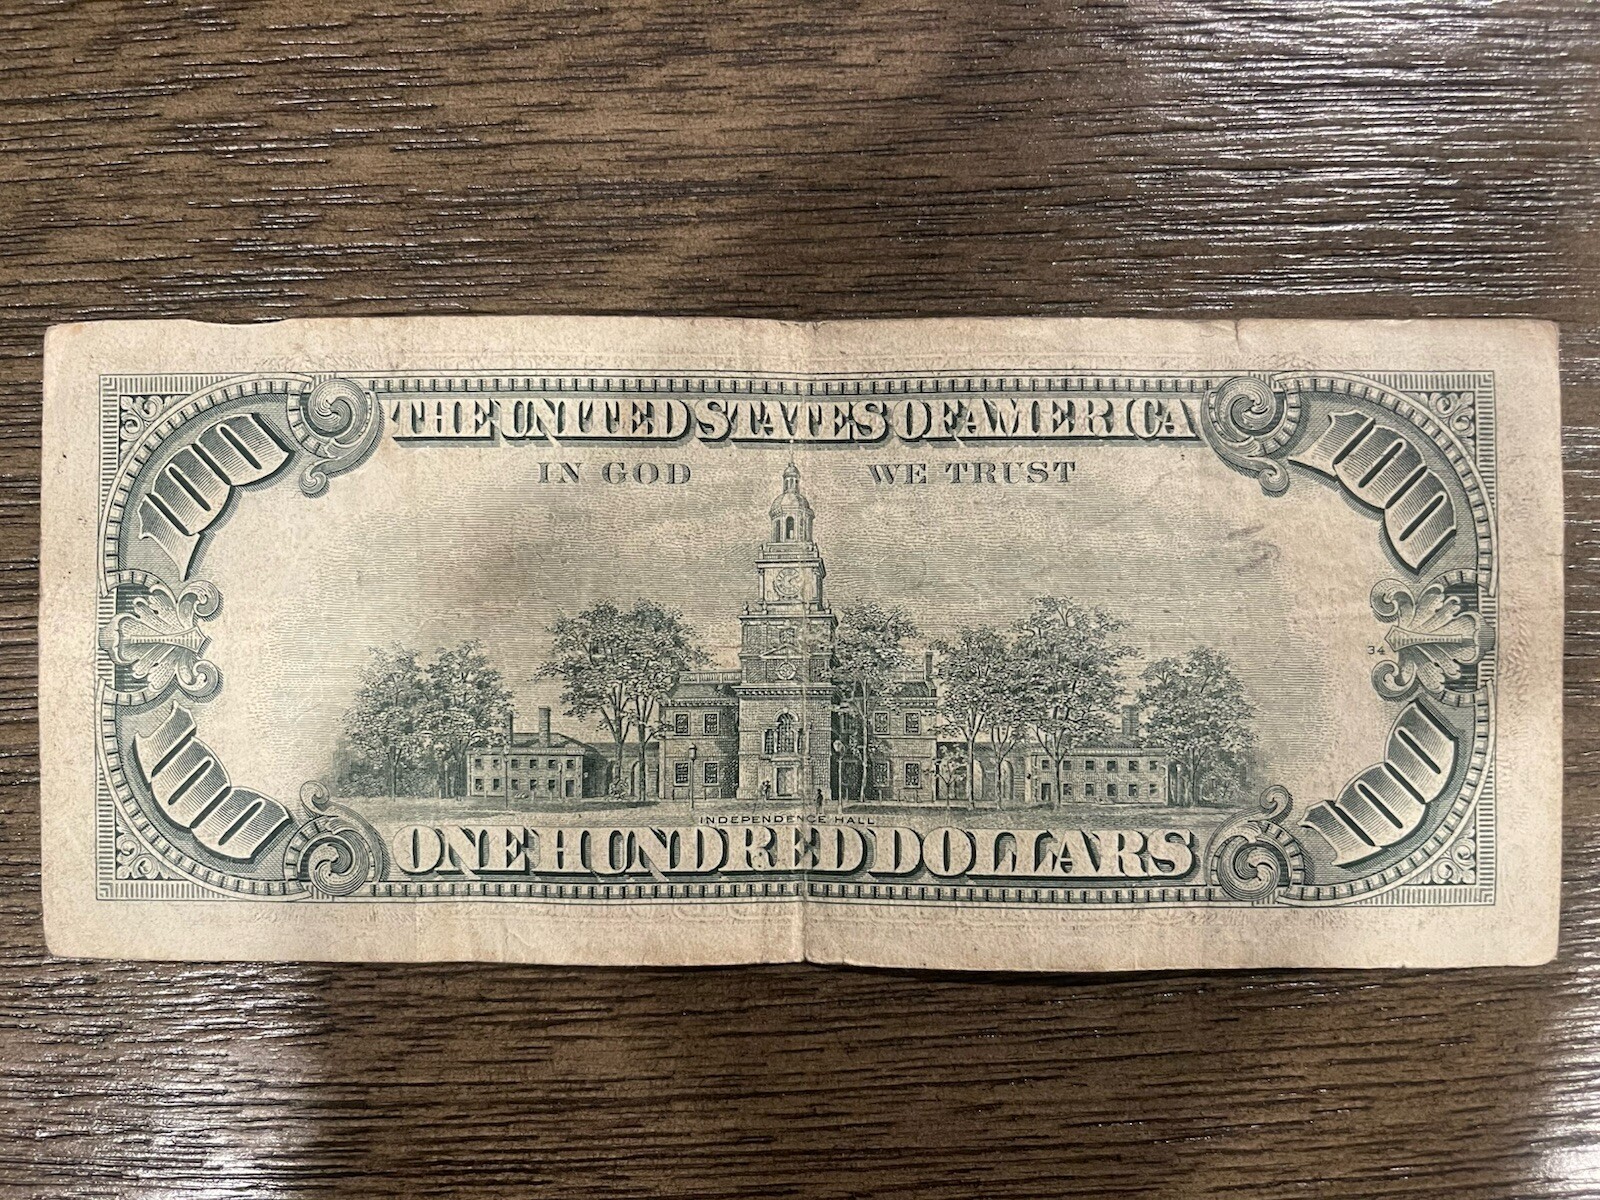 100 THE UNITED STATES OF AMERICA 100
IN GOD WE TRUST
34
INDEPENDENCE HALL
100 ONE HUNDRED DOLLARS 100